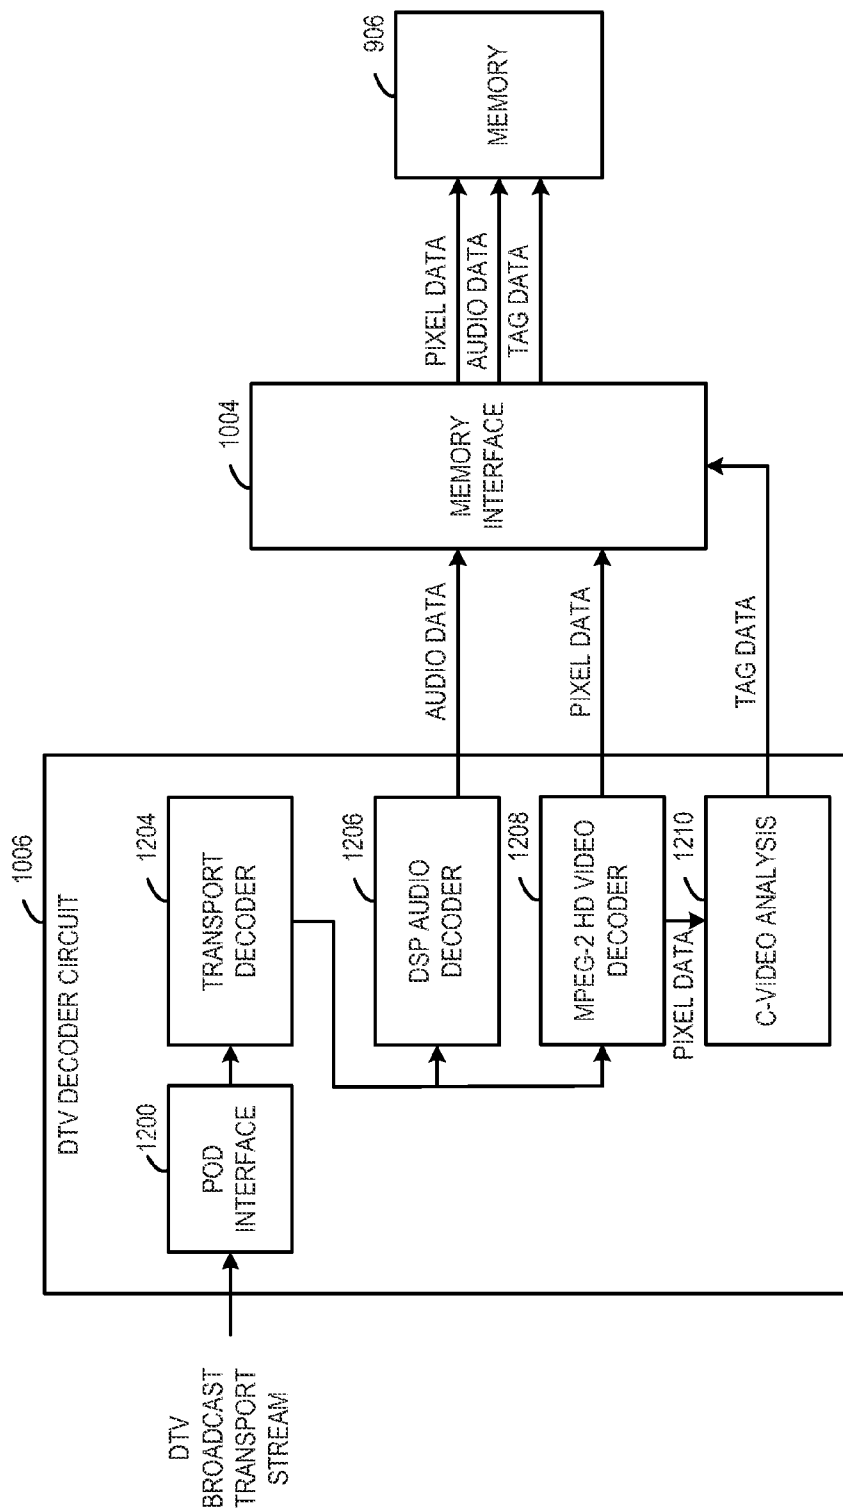 DTV
BROADCAST
TRANSPORT
STREAM
1006
DTV DECODER CIRCUIT
1200
POD
INTERFACE
1204
TRANSPORT
DECODER
1206
DSP AUDIO
DECODER
1208
MPEG-2 HD VIDEO
DECODER
PIXEL DATA
1210
C-VIDEO ANALYSIS
AUDIO DATA
PIXEL DATA
TAG DATA
1004
MEMORY
INTERFACE
PIXEL DATA
AUDIO DATA
TAG DATA
906
MEMORY